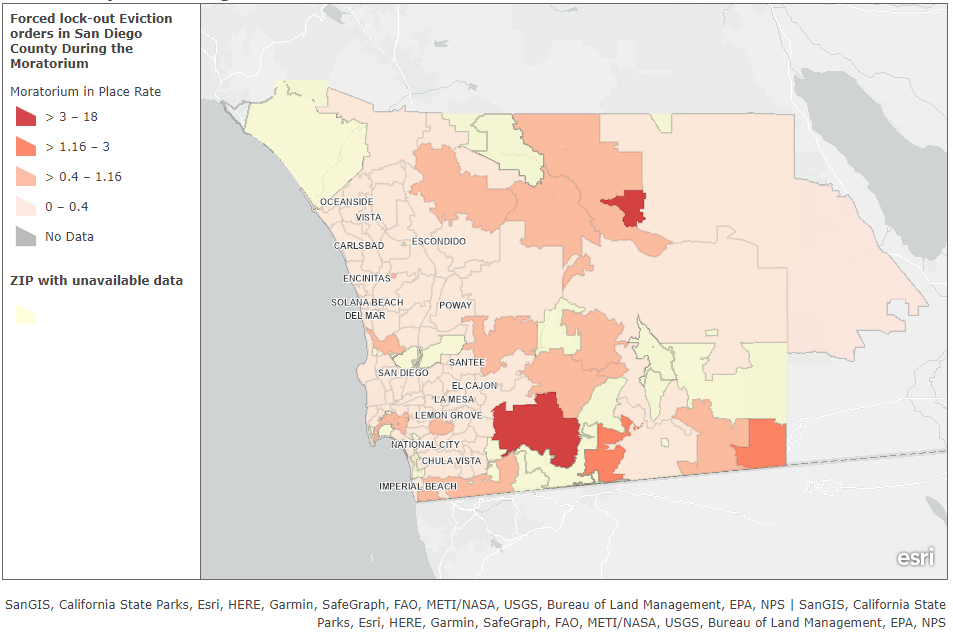 Forced lock-out Eviction
orders in San Diego
County During the
Moratorium
Moratorium in Place Rate
> 3 – 18
> 1.16 – 3
> 0.4 – 1.16
0 – 0.4
No Data
ZIP with unavailable data
OCEANSIDE
VISTA
CARLSBAD
ESCONDIDO
ENCINITAS
SOLANA BEACH
DEL MAR
POWAY
SANTEE
SAN DIEGO
EL CAJON
LA MESA
LEMON GROVE
NATIONAL CITY
CHULA VISTA
IMPERIAL BEACH
esri
SanGIS, California State Parks, Esri, HERE, Garmin, SafeGraph, FAO, METI/NASA, USGS, Bureau of Land Management, EPA, NPS | SanGIS, California State
Parks, Esri, HERE, Garmin, SafeGraph, FAO, METI/NASA, USGS, Bureau of Land Management, EPA, NPS